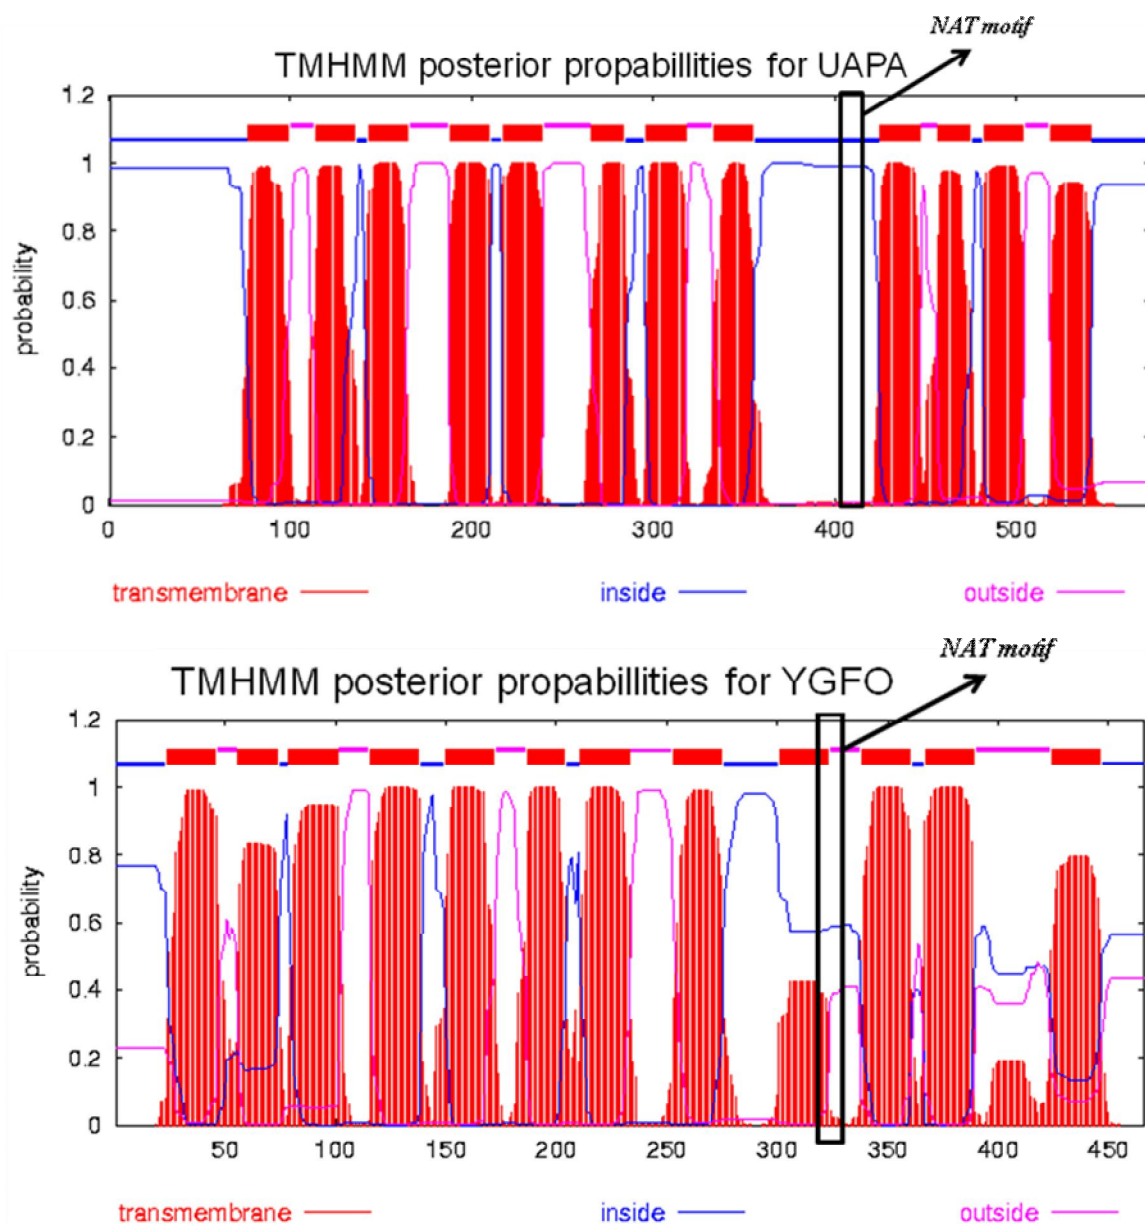 NAT motif
TMHMM posterior propabillities for UAPA
1.2
1
0.8
0.6
0.4
0.2
0
probability
0 100 200 300 400 500
transmembrane inside outside
NAT motif
TMHMM posterior propabillities for YGFO
1.2
1
0.8
0.6
0.4
0.2
0
probability
50 100 150 200 250 300 350 400 450
transmembrane inside outside